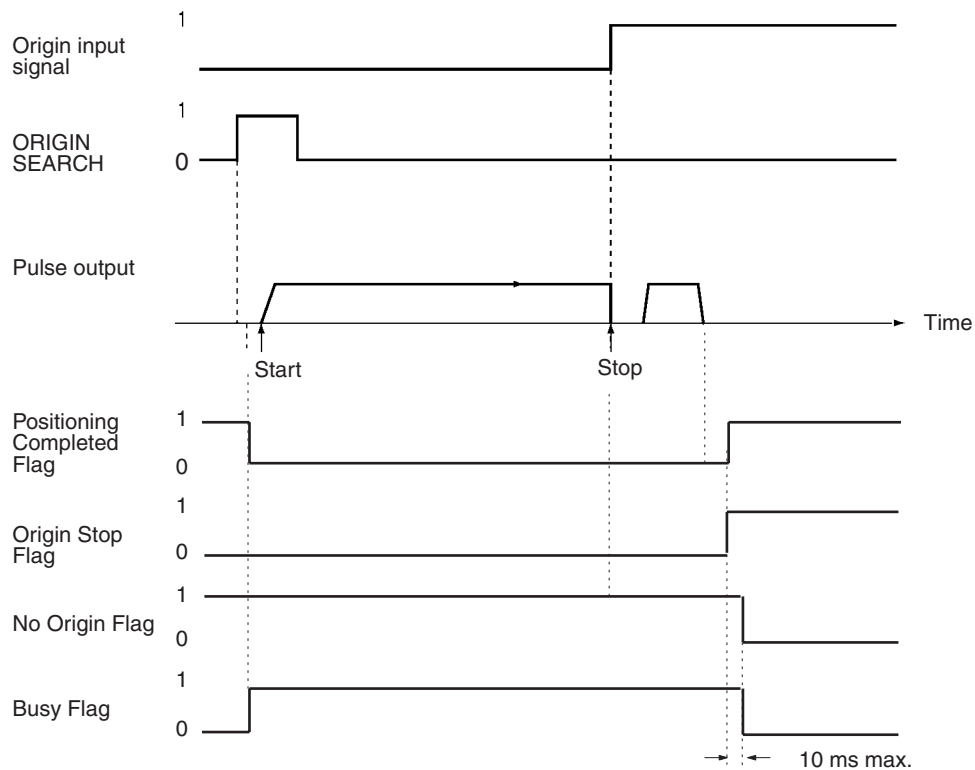 1
Origin input
signal
1
ORIGIN
SEARCH
0
Pulse output
Time
Start
Stop
Positioning
Completed
Flag
1
0
1
Origin Stop
Flag
0
1
No Origin Flag
0
1
Busy Flag
0
10 ms max.